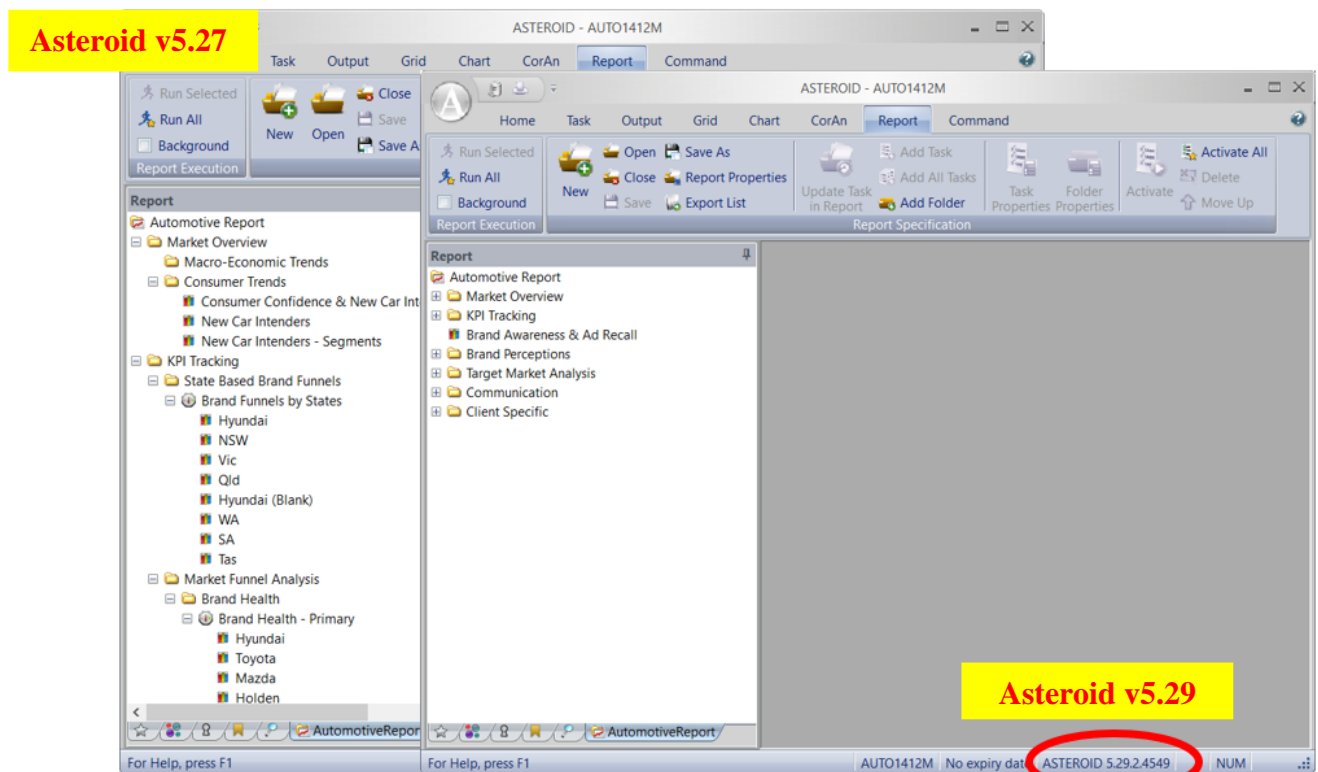 Asteroid v5.27
ASTEROID - AUTO1412M
Task Output Grid Chart CorAn Report Command
Run Selected
Run All
Background
Report Execution
New
Open
Close
Save
Save A
Report
Automotive Report
Market Overview
Macro-Economic Trends
Consumer Trends
Consumer Confidence & New Car Int
New Car Intenders
New Car Intenders - Segments
KPI Tracking
State Based Brand Funnels
Brand Funnels by States
Hyundai
NSW
Vic
Qld
Hyundai (Blank)
WA
SA
Tas
Market Funnel Analysis
Brand Health
Brand Health - Primary
Hyundai
Toyota
Mazda
Holden
AutomotiveRepor
For Help, press F1
ASTEROID - AUTO1412M
Home Task Output Grid Chart CorAn Report Command
Run Selected
Run All
Background
Report Execution
New
Open
Close
Save
Save As
Report Properties
Export List
Update Task
in Report
Add Task
Add All Tasks
Add Folder
Task
Properties
Folder
Properties
Activate
Activate All
Delete
Move Up
Report Specification
Report
Automotive Report
Market Overview
KPI Tracking
Brand Awareness & Ad Recall
Brand Perceptions
Target Market Analysis
Communication
Client Specific
AutomotiveReport
Asteroid v5.29
For Help, press F1
AUTO1412M No expiry date ASTEROID 5.29.2.4549 NUM